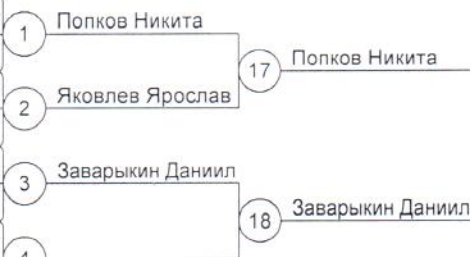 1 Попков Никита
17 Попков Никита
2 Яковлев Ярослав
3 Заварыкин Даниил
18 Заварыкин Даниил
4